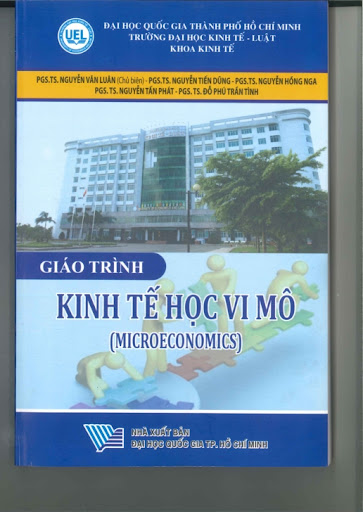 UEL
ĐẠI HỌC QUỐC GIA THÀNH PHỐ HỒ CHÍ MINH
TRƯỜNG ĐẠI HỌC KINH TẾ - LUẬT
KHOA KINH TẾ
PGS.TS. NGUYỄN VĂN LUÂN (Chủ biên) - PGS.TS. NGUYỄN TIẾN DŨNG - PGS.TS. NGUYỄN HỒNG NGA
PGS. TS. NGUYỄN TẤN PHÁT - PGS. TS. ĐỖ PHÚ TRẦN TÌNH
GIÁO TRÌNH
KINH TẾ HỌC VI MÔ
(MICROECONOMICS)
NHÀ XUẤT BẢN
ĐẠI HỌC QUỐC GIA TP. HỒ CHÍ MINH